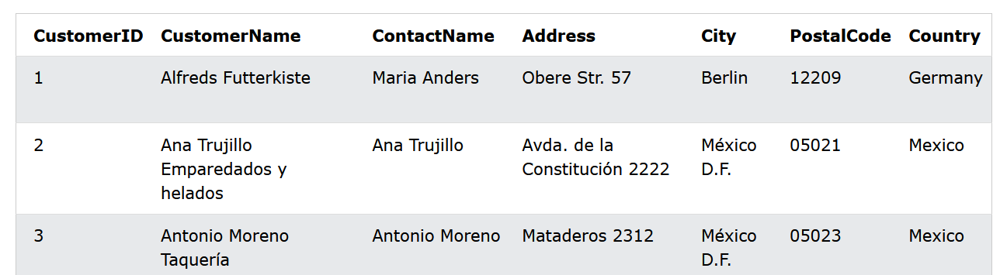 CustomerID CustomerName ContactName Address City PostalCode Country
1 Alfreds Futterkiste Maria Anders Obere Str. 57 Berlin 12209 Germany
2 Ana Trujillo Ana Trujillo Avda. de la México 05021 Mexico
Emparedados y Constitución 2222 D.F.
helados
3 Antonio Moreno Antonio Moreno Mataderos 2312 México 05023 Mexico
Taquería D.F.